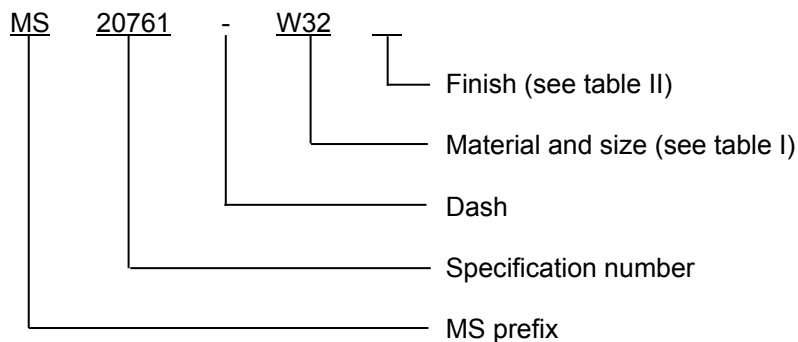 MS 20761 - W32
Finish (see table II)
Material and size (see table I)
Dash
Specification number
MS prefix